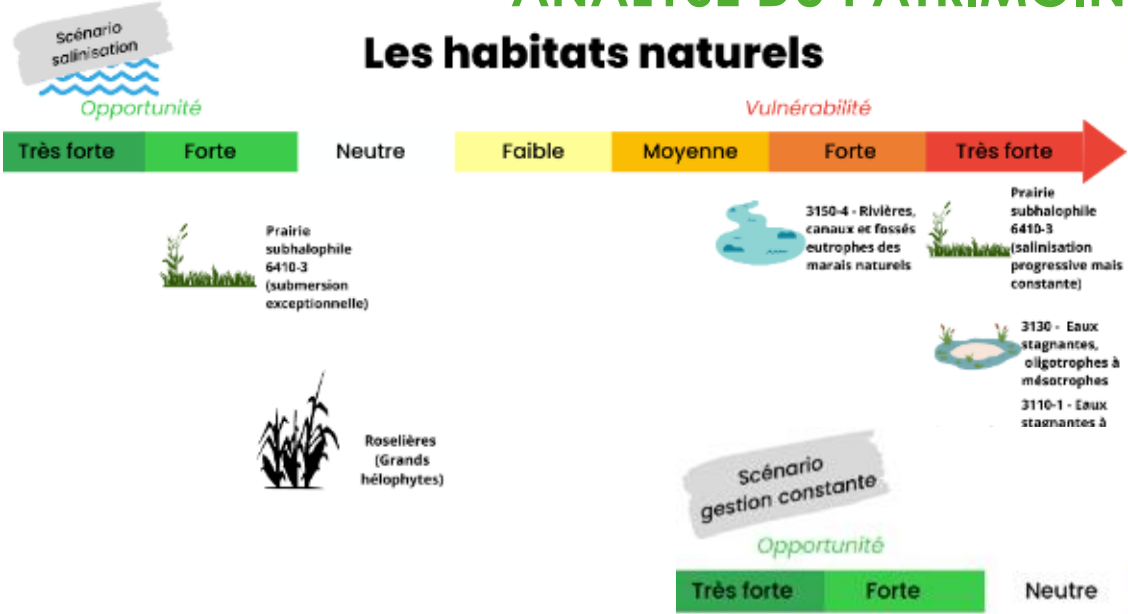 Scénario
salinisation
Les habitats naturels
Opportunité
Vulnérabilité
Très forte
Forte
Neutre
Faible
Moyenne
Forte
Très forte
Prairie
subhalophile
6410-3
(submersion
exceptionnelle)
3150-4 - Rivières,
canaux et fossés
eutrophes des
marais naturels
Prairie
subhalophile
6410-3
(salinisation
progressive mais
constante)
3130 - Eaux
stagnantes,
oligotrophes à
mésotrophes
3110-1 - Eaux
stagnantes à
Roselières
(Grands
hélophytes)
Scénario
gestion constante
Opportunité
Très forte
Forte
Neutre